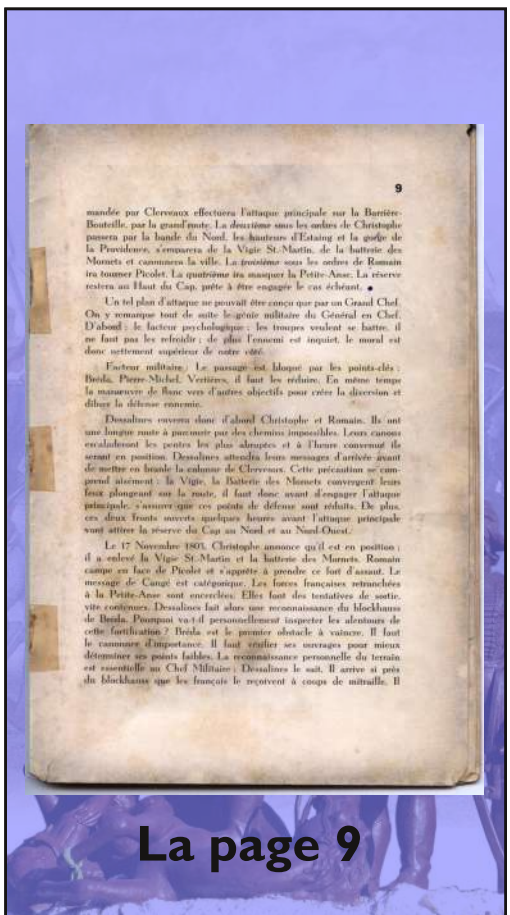 9
mandée par Clerveaux effectuera l'attaque principale sur la Barrière-
Bouteille, par la grand'route. La deuxième sous les ordres de Christophe
passera par la bande du Nord, les hauteurs d'Estaing et la gorge de
la Providence, s'emparera de la Vigie St.-Martin, de la batterie des
Mornets et canonnera la ville. La troisième sous les ordres de Romain
ira tourner Picolet. La quatrième ira masquer la Petite-Anse. La réserve
restera au Haut du Cap, prête à être engagée le cas échéant.
Un tel plan d'attaque ne pouvait être conçu que par un Grand Chef.
On y remarque tout de suite le génie militaire du Général en Chef.
D'abord : le facteur psychologique : les troupes veulent se battre, il
ne faut pas les refroidir ; de plus l'ennemi est inquiet, le moral est
donc nettement supérieur de notre côté.
Facteur militaire : Le passage est bloqué par les points-clés :
Bréda, Pierre-Michel, Vertières, il faut les réduire. En même temps
la manœuvre de flanc vers d'autres objectifs pour créer la diversion et
diluer la défense ennemie.
Dessalines enverra donc d'abord Christophe et Romain. Ils ont
une longue route à parcourir par des chemins impossibles. Leurs canons
escaladeront les pentes les plus abruptes et à l'heure convenue ils
seront en position. Dessalines attendra leurs messages d'arrivée avant
de mettre en branle la colonne de Clerveaux. Cette précaution se com-
prend aisément : la Vigie, la Batterie des Mornets convergent leurs
feux plongeant sur la route, il faut donc avant d'engager l'attaque
principale, s'assurer que ces points de défense sont réduits. De plus,
ces deux fronts ouverts quelques heures avant l'attaque principale
vont attirer la réserve du Cap au Nord et au Nord-Ouest.
Le 17 Novembre 1803, Christophe annonce qu'il est en position ;
il a enlevé la Vigie St.-Martin et la batterie des Mornets. Romain
campe en face de Picolet et s'apprête à prendre ce fort d'assaut. Le
message de Cangé est catégorique. Les forces françaises retranchées
à la Petite-Anse sont encerclées. Elles font des tentatives de sortie,
vite contenues. Dessalines fait alors une reconnaissance du blockhauss
de Bréda. Pourquoi va-t-il personnellement inspecter les alentours de
cette fortification ? Bréda est le premier obstacle à vaincre. Il faut
le canonner d'importance. Il faut vérifier ses ouvrages pour mieux
déterminer ses points faibles. La reconnaissance personnelle du terrain
est essentielle au Chef Militaire ; Dessalines le sait. Il arrive si près
du blockhauss que les français le reçoivent à coups de mitraille. Il
La page 9